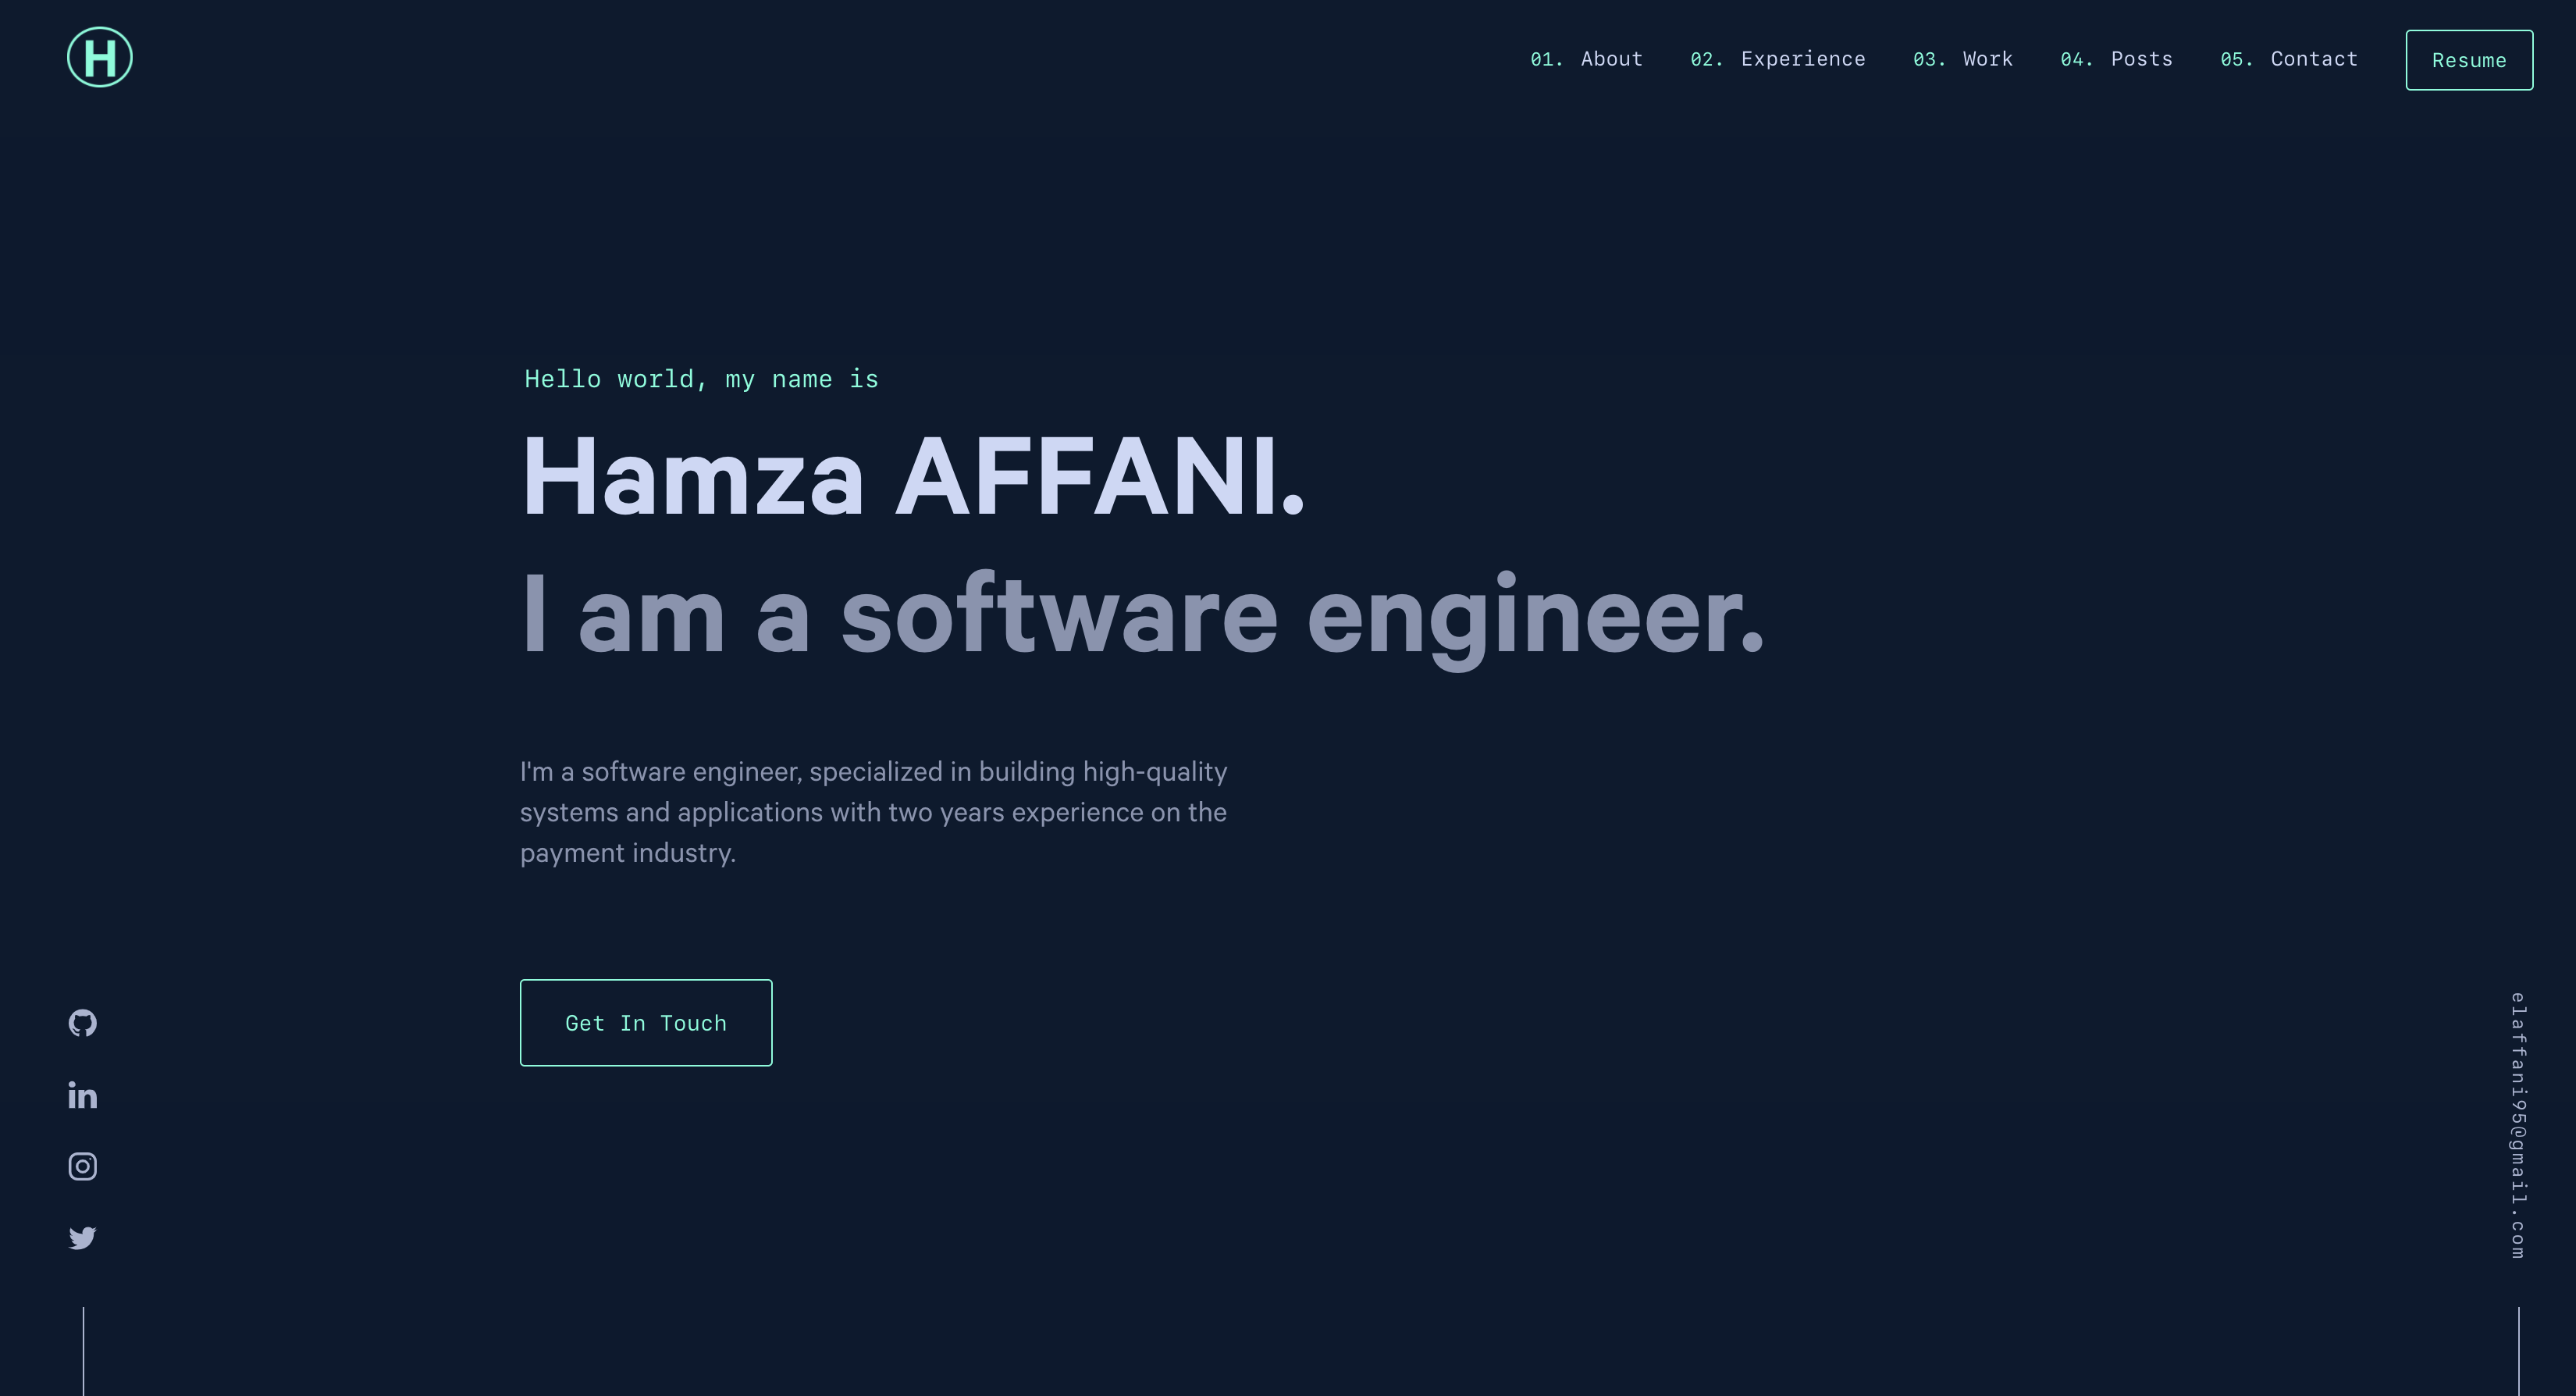 H
01. About 02. Experience 03. Work 04. Posts 05. Contact Resume
Hello world, my name is
Hamza AFFANI.
I am a software engineer.
I'm a software engineer, specialized in building high-quality
systems and applications with two years experience on the
payment industry.
Get In Touch
in
elaffani95@gmail.com